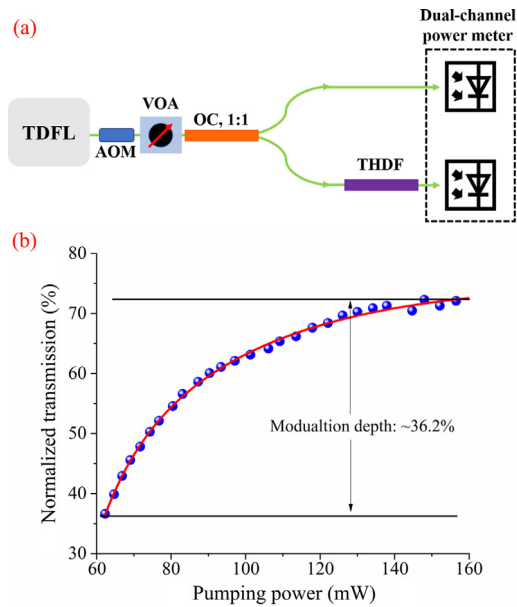 (a)
Dual-channel
power meter
VOA
OC, 1:1
TDFL
AOM
THDF
(b)
Normalized transmission (%)
80
70
60
50
40
30
Modualtion depth: ~36.2%
60 80 100 120 140 160
Pumping power (mW)